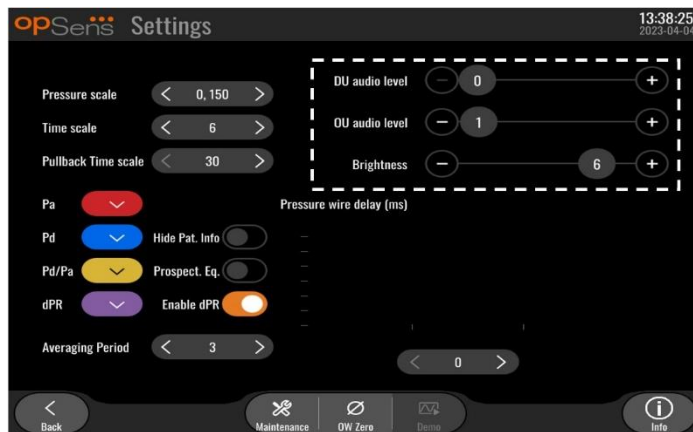 opSens Settings
13:38:25
2023-04-04
Pressure scale < 0, 150 >
Time scale < 6 >
Pullback Time scale < 30 >
DU audio level − 0 +
OU audio level − 1 +
Brightness − 6 +
Pa
Pressure wire delay (ms)
Pd Hide Pat. Info
Pd/Pa Prospect. Eq.
dPR Enable dPR
Averaging Period < 3 >
< 0 >
Back Maintenance OW Zero Demo Info